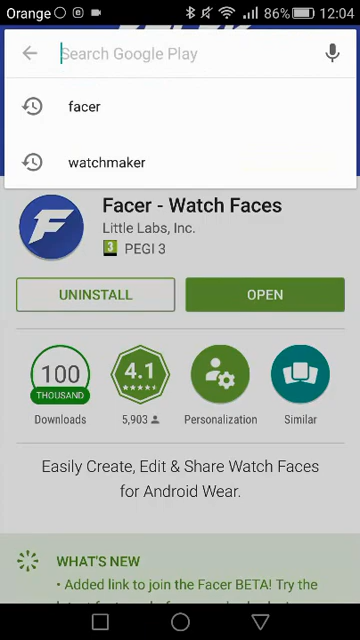 Orange 86% 12:04
Search Google Play
facer
watchmaker
Facer - Watch Faces
Little Labs, Inc.
3 PEGI 3
UNINSTALL
OPEN
100
THOUSAND
Downloads
4.1
5,903
Personalization
Similar
Easily Create, Edit & Share Watch Faces
for Android Wear.
WHAT'S NEW
• Added link to join the Facer BETA! Try the